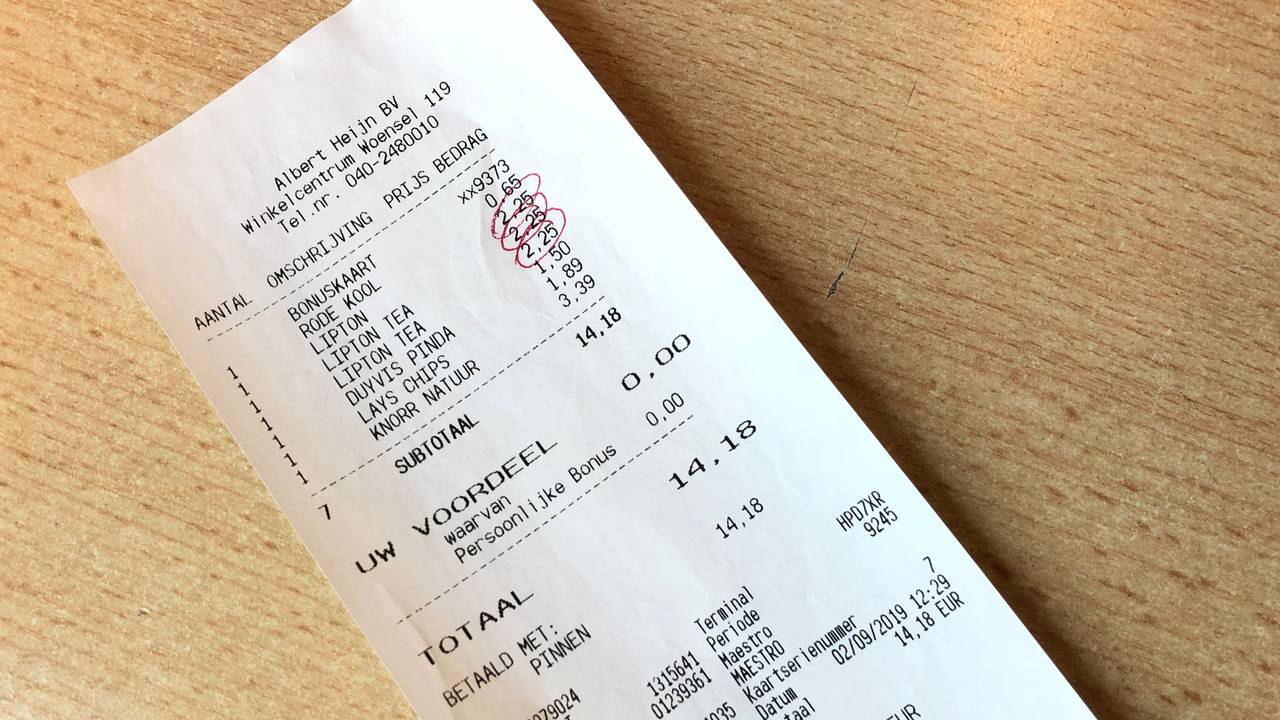 Albert Heijn BV
Winkelcentrum Woensel 119
Tel.nr. 040-2480010
AANTAL OMSCHRIJVING PRIJS BEDRAG
BONUSKAART xx9373
1 RODE KOOL 0,65
1 LIPTON 2,25
1 LIPTON TEA 2,25
1 LIPTON TEA 2,25
1 DUYVIS PINDA 1,50
1 LAYS CHIPS 1,89
1 KNORR NATUUR 3,39
7 SUBTOTAAL 14,18
UW VOORDEEL 0,00
waarvan
Persoonlijke Bonus 0,00
TOTAAL 14,18
BETAALD MET:
PINNEN 14,18
1315641 Terminal HPD7XR
01239361 Periode 9245
Maestro
MAESTRO
Kaartserienummer 7
Datum 02/09/2019 12:29
14,18 EUR